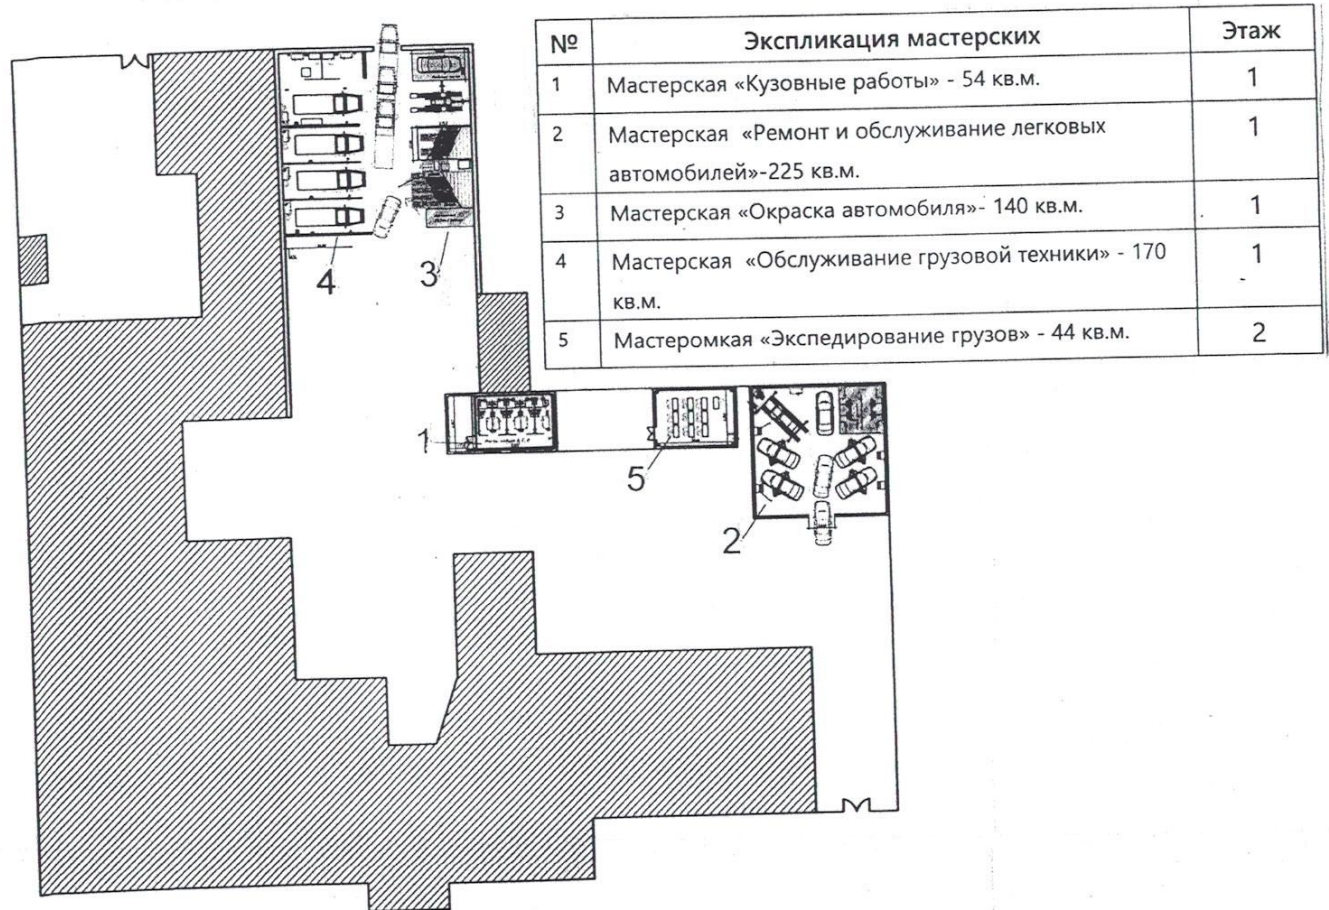 № Экспликация мастерских Этаж
1 Мастерская «Кузовные работы» - 54 кв.м. 1
2 Мастерская «Ремонт и обслуживание легковых 1
автомобилей»-225 кв.м.
3 Мастерская «Окраска автомобиля»- 140 кв.м. 1
4 Мастерская «Обслуживание грузовой техники» - 170 1
кв.м.
5 Мастеромкая «Экспедирование грузов» - 44 кв.м. 2
4
3
1
5
2